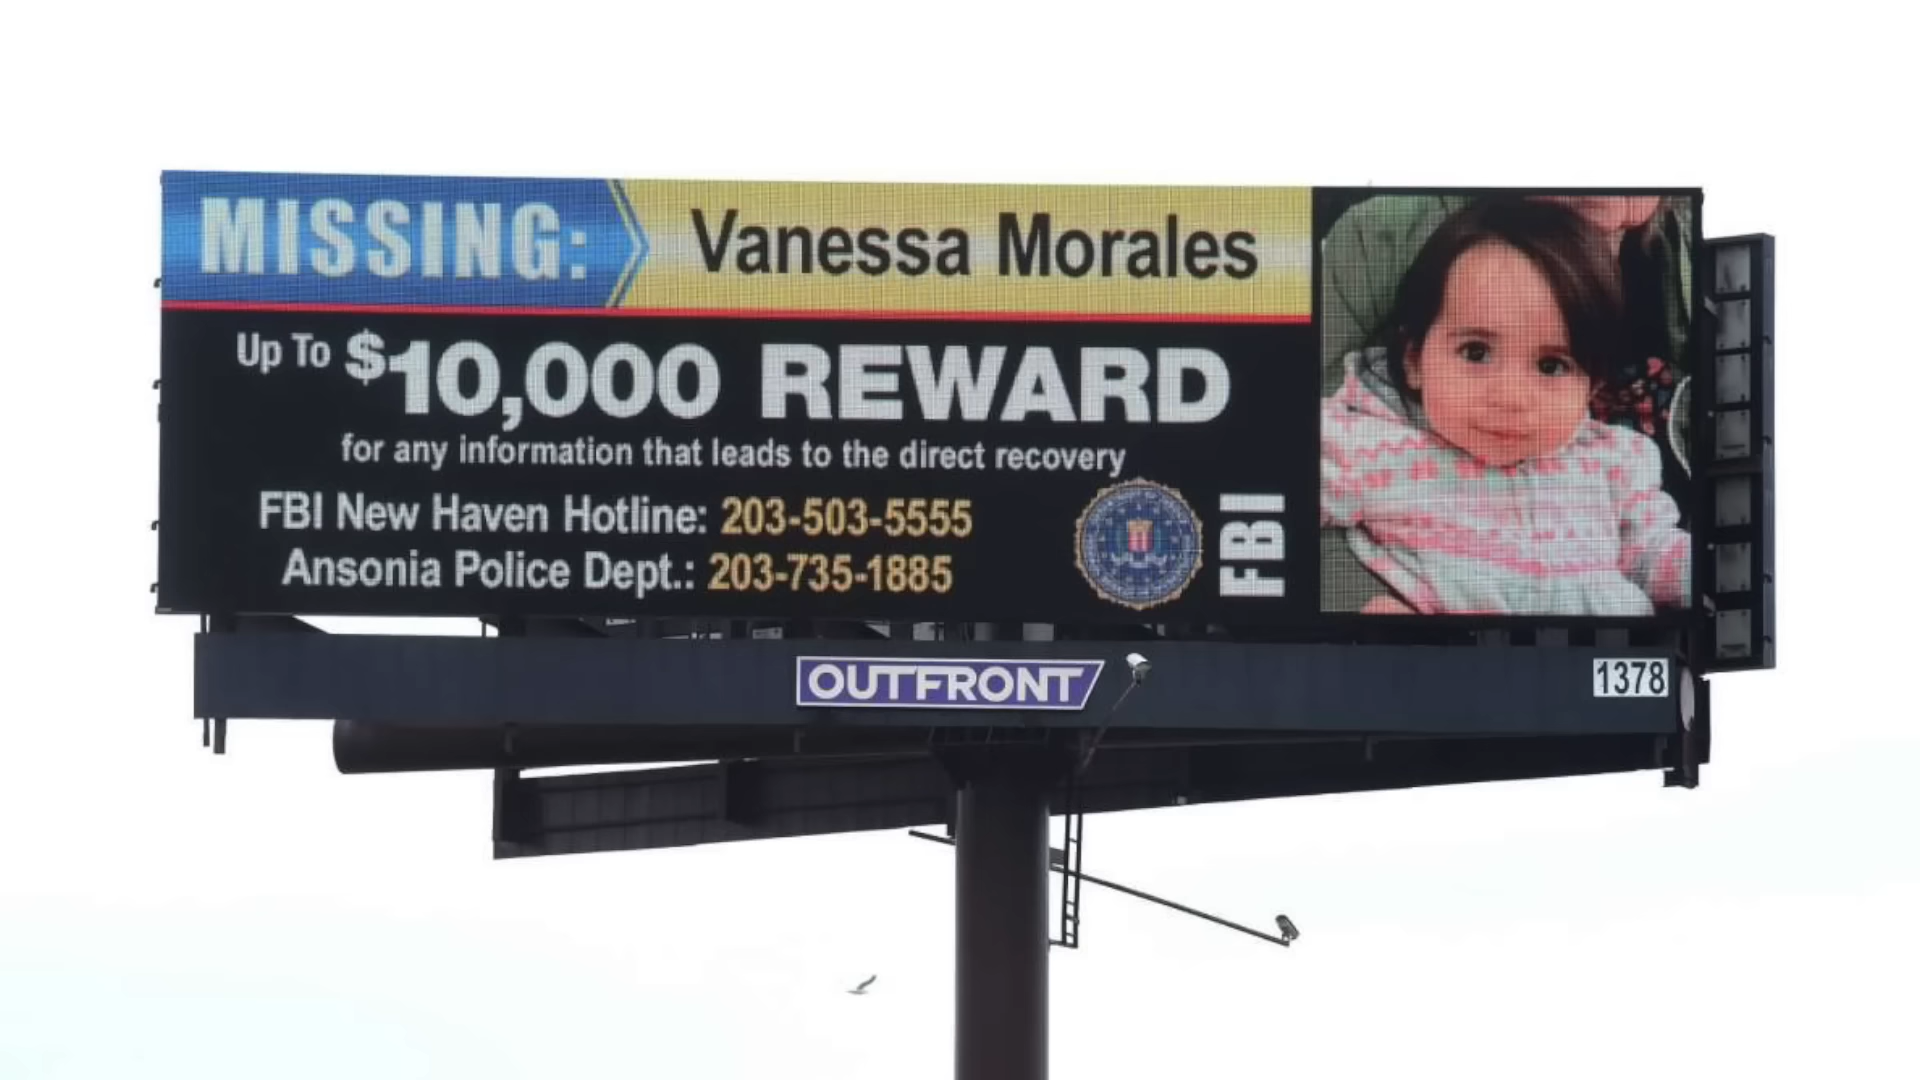 MISSING: Vanessa Morales
Up To $10,000 REWARD
for any information that leads to the direct recovery
FBI New Haven Hotline: 203-503-5555
Ansonia Police Dept.: 203-735-1885
FBI
OUTFRONT
1378